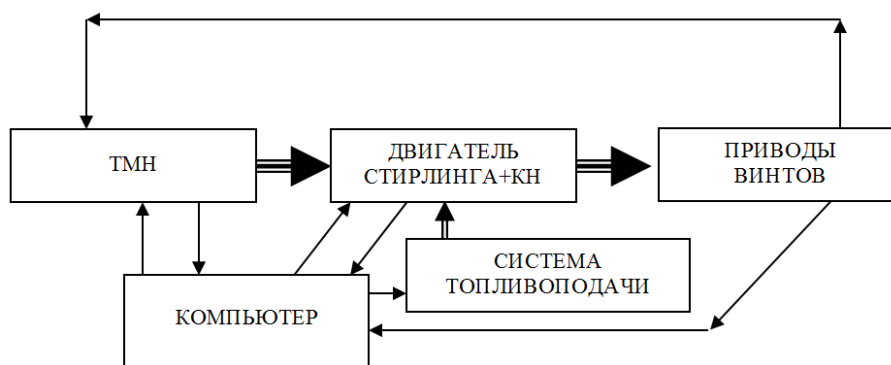 ТМН
ДВИГАТЕЛЬ
СТИРЛИНГА+КН
ПРИВОДЫ
ВИНТОВ
СИСТЕМА
ТОПЛИВОПОДАЧИ
КОМПЬЮТЕР